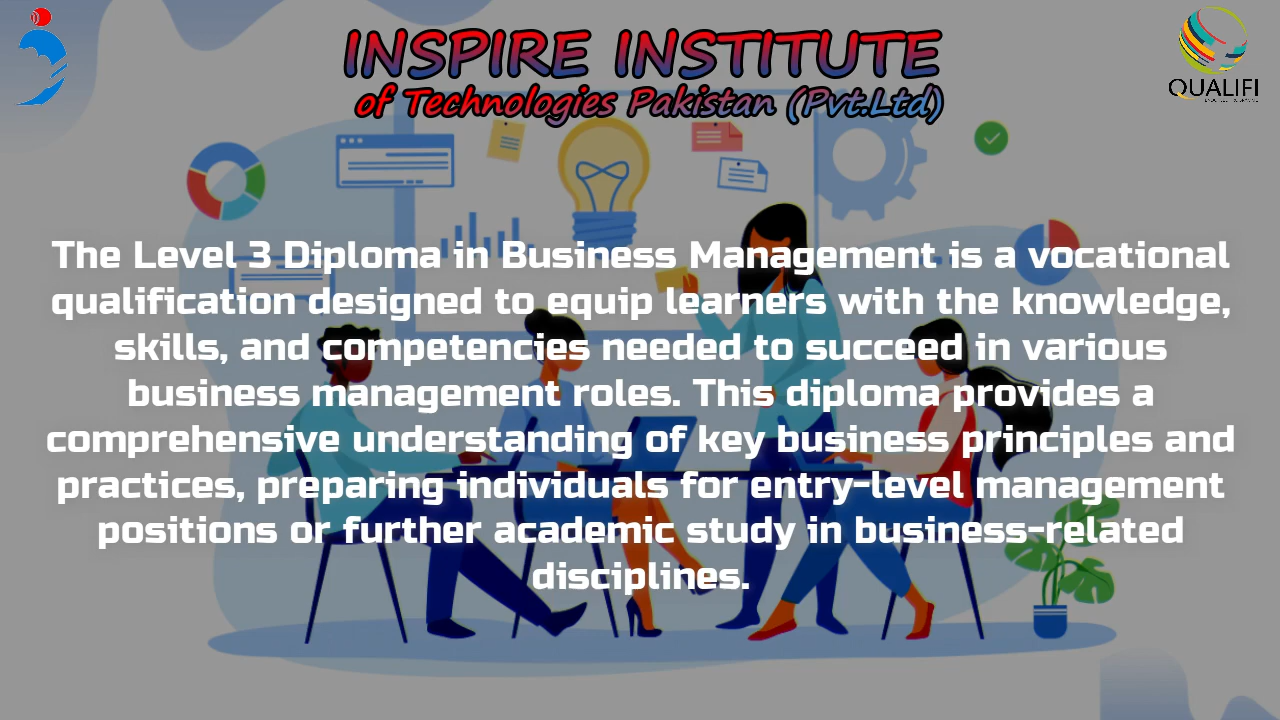 INSPIRE INSTITUTE
of Technologies Pakistan (Pvt.Ltd)
QUALIFI
The Level 3 Diploma in Business Management is a vocational
qualification designed to equip learners with the knowledge,
skills, and competencies needed to succeed in various
business management roles. This diploma provides a
comprehensive understanding of key business principles and
practices, preparing individuals for entry-level management
positions or further academic study in business-related
disciplines.